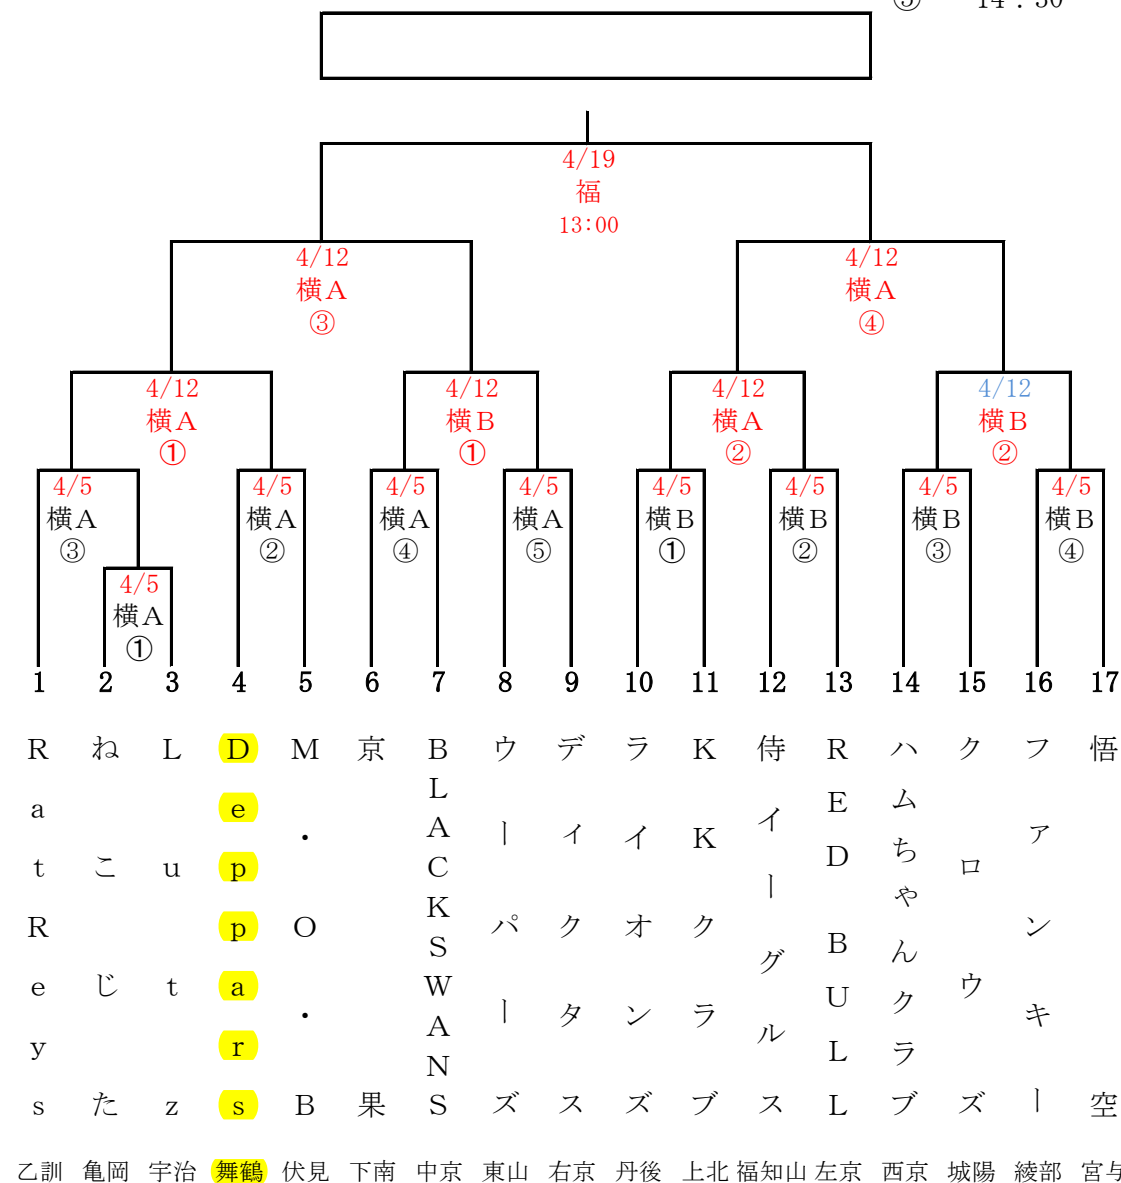 4/19
福
13:00
4/12
横A
③
4/12
横A
④
4/12
横A
①
4/12
横B
①
4/12
横A
②
4/12
横B
②
4/5
横A
③
4/5
横A
②
4/5
横A
④
4/5
横A
⑤
4/5
横B
①
4/5
横B
②
4/5
横B
③
4/5
横B
④
4/5
横A
①
1 2 3 4 5 6 7 8 9 10 11 12 13 14 15 16 17
RatReys
ねこじた
Lutz
Deppars
M・O・B
京果
BLACKSWANS
ウーパーズ
ディクタス
ライオンズ
KKクラブ
侍イーグルス
RED BULL
ハムちゃんクラブ
クロウズ
ファンキー
悟空
乙訓 亀岡 宇治 舞鶴 伏見 下南 中京 東山 右京 丹後 上北 福知山 左京 西京 城陽 綾部